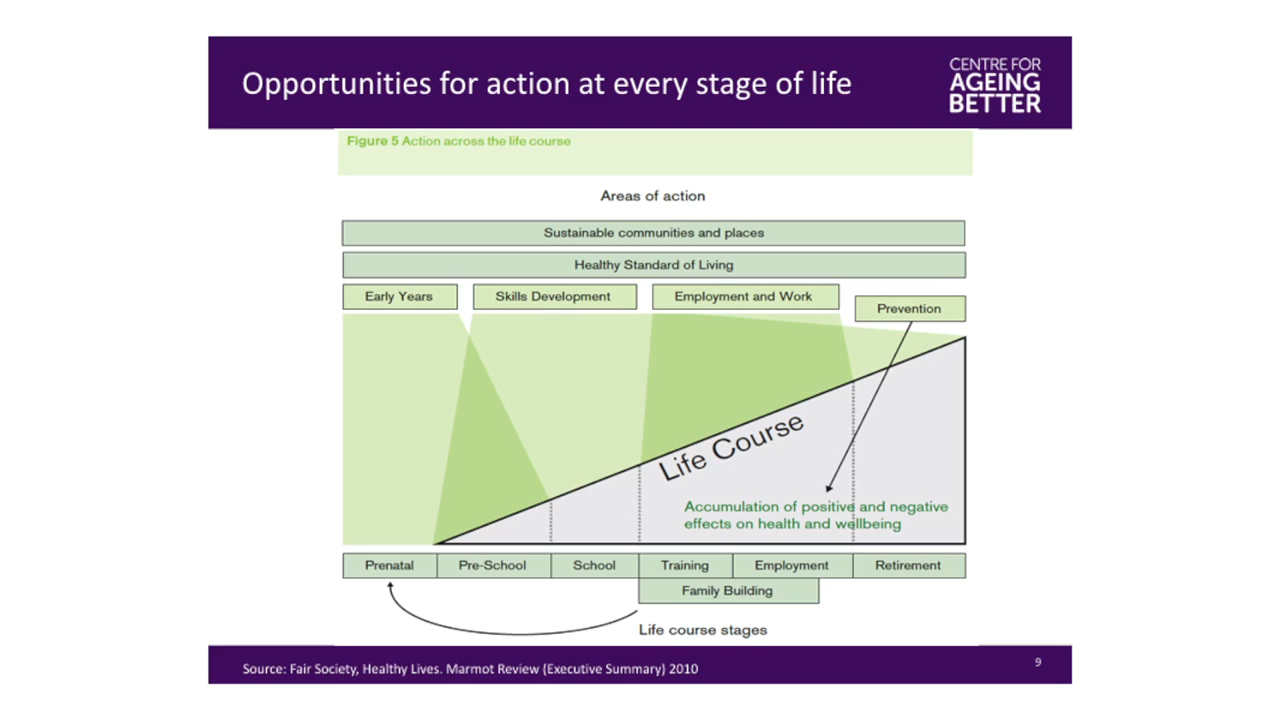 Opportunities for action at every stage of life
CENTRE FOR
AGEING
BETTER
Figure 5 Action across the life course
Areas of action
Sustainable communities and places
Healthy Standard of Living
Early Years
Skills Development
Employment and Work
Prevention
Life Course
Accumulation of positive and negative
effects on health and wellbeing
Prenatal
Pre-School
School
Training
Employment
Retirement
Family Building
Life course stages
Source: Fair Society, Healthy Lives. Marmot Review (Executive Summary) 2010
9